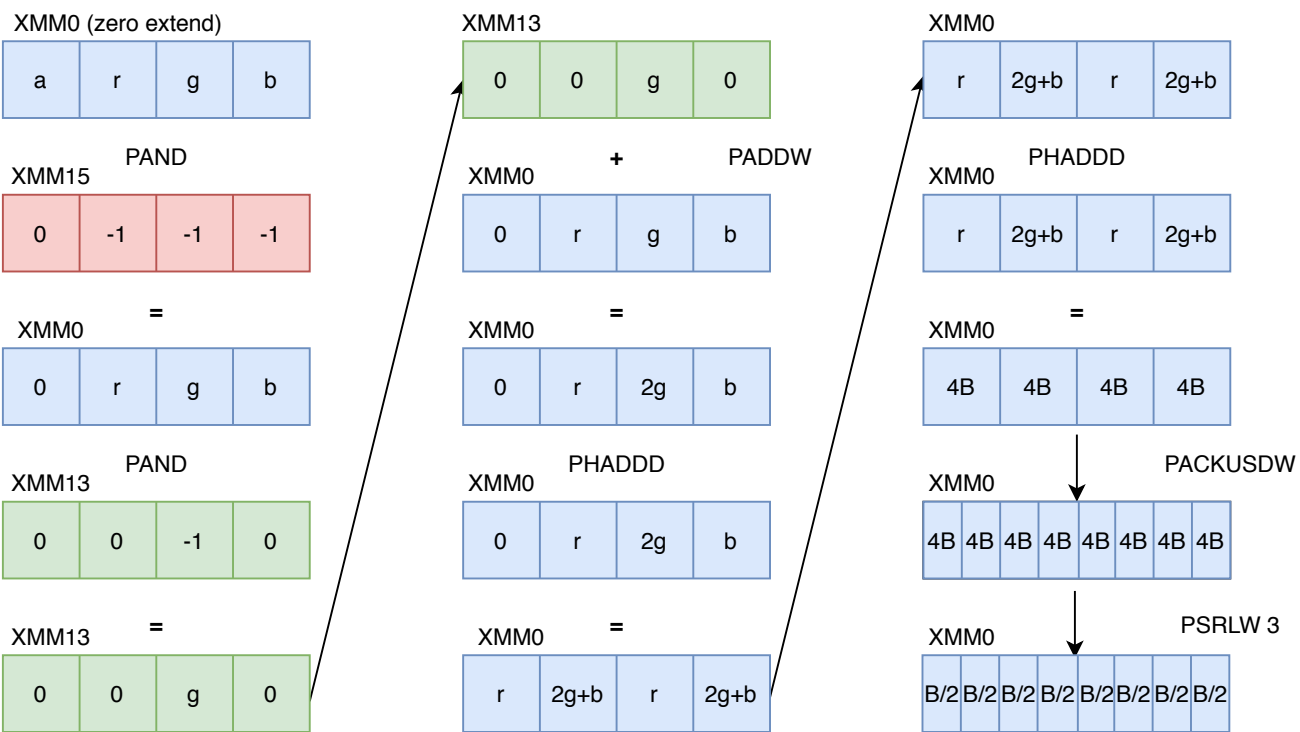 XMM0 (zero extend)
a r g b
PAND
XMM15
0 -1 -1 -1
=
XMM0
0 r g b
PAND
XMM13
0 0 -1 0
=
XMM13
0 0 g 0
XMM13
0 0 g 0
+ PADDW
XMM0
0 r g b
=
XMM0
0 r 2g b
PHADDD
XMM0
0 r 2g b
=
XMM0
r 2g+b r 2g+b
XMM0
r 2g+b r 2g+b
PHADDD
XMM0
r 2g+b r 2g+b
=
XMM0
4B 4B 4B 4B
PACKUSDW
XMM0
4B 4B 4B 4B 4B 4B 4B 4B
PSRLW 3
XMM0
B/2 B/2 B/2 B/2 B/2 B/2 B/2 B/2